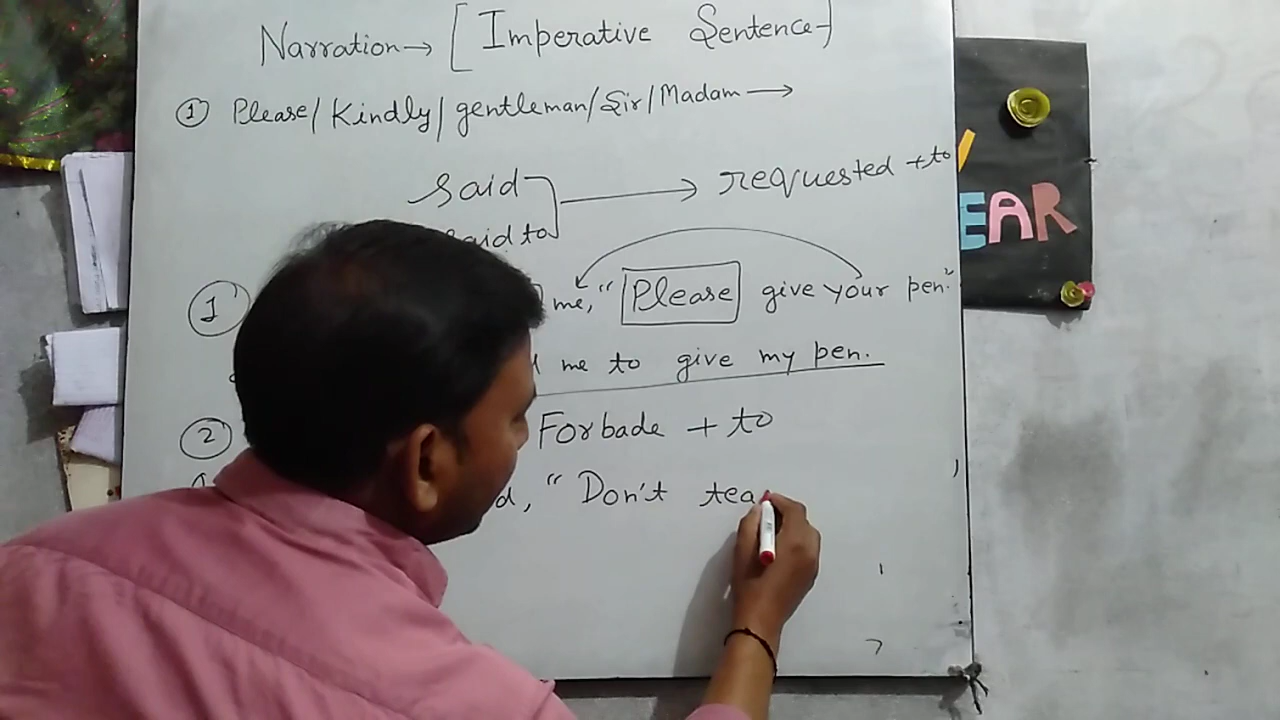 Narration → [Imperative Sentence]
① Please/Kindly/gentleman/Sir/Madam →
said → requested + to
said to
① me, "Please give your pen."
me to give my pen.
② Forbade + to
"Don't tea
EAR